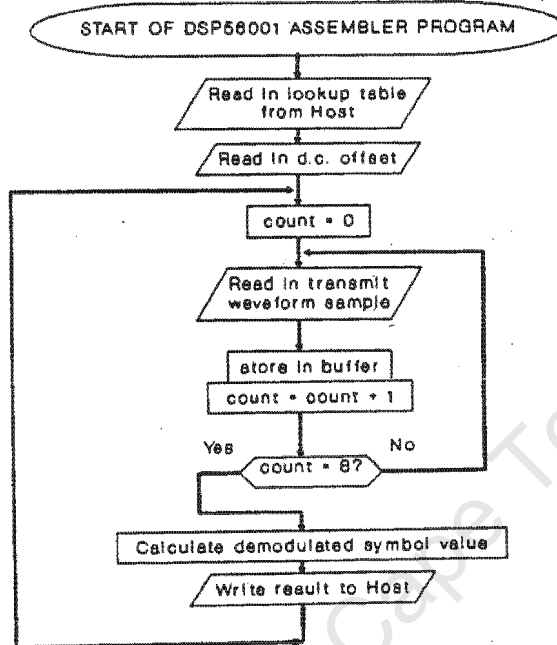 START OF DSP56001 ASSEMBLER PROGRAM
Read in lookup table
from Host
Read in d.c. offset
count = 0
Read in transmit
waveform sample
store in buffer
count = count + 1
Yes
No
count = 8?
Calculate demodulated symbol value
Write result to Host
Cape To